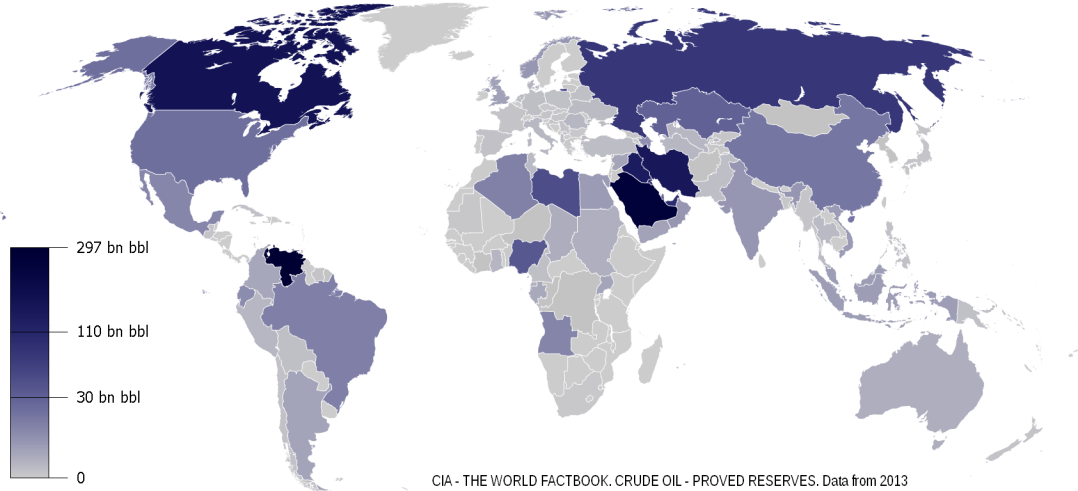 297 bn bbl
110 bn bbl
30 bn bbl
0
CIA - THE WORLD FACTBOOK. CRUDE OIL - PROVED RESERVES. Data from 2013